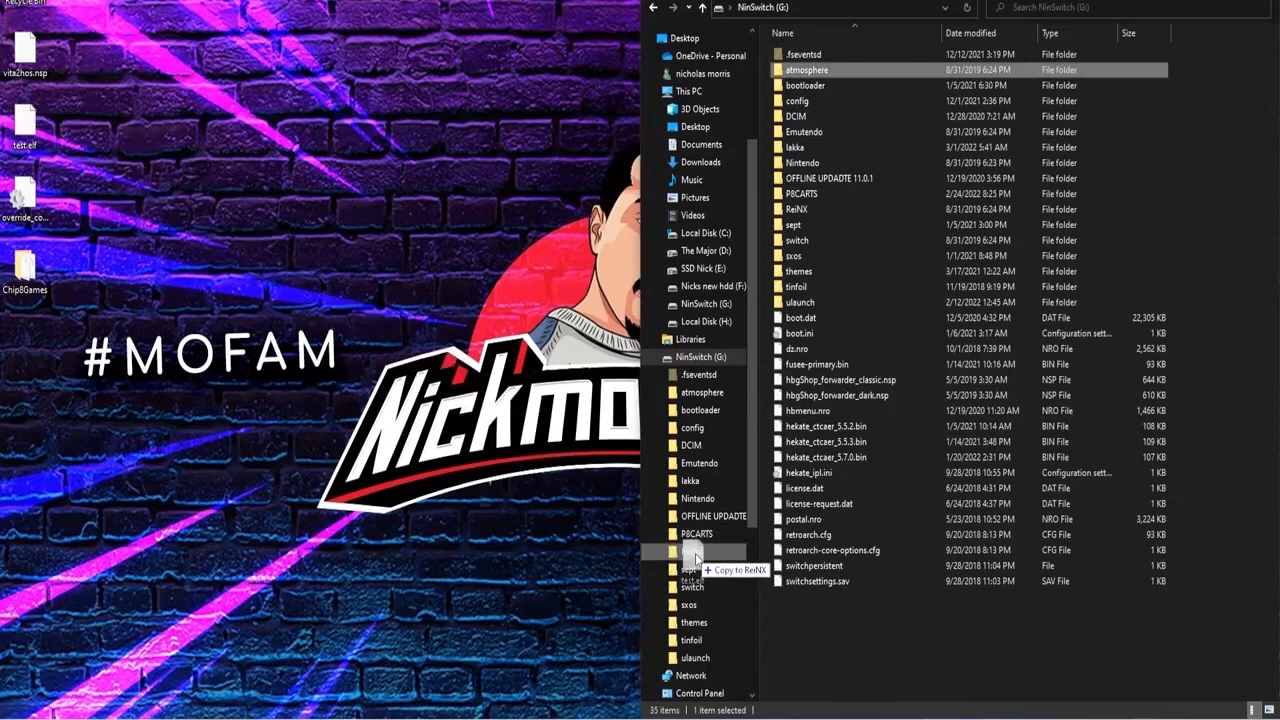 Recycle Bin
vita2hos.nsp
test.elf
override_co...
Chip8Games
#MOFAM
Nickmo
NinSwitch (G:)
Search NinSwitch (G:)
Desktop
OneDrive - Personal
nicholas morris
This PC
3D Objects
Desktop
Documents
Downloads
Music
Pictures
Videos
Local Disk (C:)
The Major (D:)
SSD Nick (E:)
Nicks new hdd (F:)
NinSwitch (G:)
Local Disk (H:)
Libraries
NinSwitch (G:)
.fseventsd
atmosphere
bootloader
config
DCIM
Emutendo
lakka
Nintendo
OFFLINE UPDADTE
P8CARTS
sept
test.elf
switch
sxos
themes
tinfoil
ulaunch
Network
Control Panel
+ Copy to ReiNX
Name Date modified Type Size
.fseventsd 12/12/2021 3:19 PM File folder
atmosphere 8/31/2019 6:24 PM File folder
bootloader 1/5/2021 6:30 PM File folder
config 12/1/2021 2:36 PM File folder
DCIM 12/28/2020 7:21 AM File folder
Emutendo 8/31/2019 6:24 PM File folder
lakka 3/1/2022 5:41 AM File folder
Nintendo 8/31/2019 6:23 PM File folder
OFFLINE UPDADTE 11.0.1 12/19/2020 3:56 PM File folder
P8CARTS 2/24/2022 8:25 PM File folder
ReiNX 8/31/2019 6:24 PM File folder
sept 1/5/2021 3:00 PM File folder
switch 8/31/2019 6:24 PM File folder
sxos 1/1/2021 8:48 PM File folder
themes 3/17/2021 12:22 AM File folder
tinfoil 11/19/2018 9:19 PM File folder
ulaunch 2/12/2022 12:45 AM File folder
boot.dat 12/5/2020 4:32 PM DAT File 22,305 KB
boot.ini 1/6/2021 3:17 AM Configuration sett... 1 KB
dz.nro 10/1/2018 7:39 PM NRO File 2,562 KB
fusee-primary.bin 1/14/2021 10:16 AM BIN File 93 KB
hbgShop_forwarder_classic.nsp 5/5/2019 3:30 AM NSP File 644 KB
hbgShop_forwarder_dark.nsp 5/5/2019 3:30 AM NSP File 610 KB
hbmenu.nro 12/19/2020 11:20 AM NRO File 1,466 KB
hekate_ctcaer_5.5.2.bin 1/5/2021 10:14 AM BIN File 108 KB
hekate_ctcaer_5.5.3.bin 1/14/2021 3:48 PM BIN File 109 KB
hekate_ctcaer_5.7.0.bin 1/20/2022 2:31 PM BIN File 107 KB
hekate_ipl.ini 9/28/2018 10:55 PM Configuration sett... 1 KB
license.dat 6/24/2018 4:31 PM DAT File 1 KB
license-request.dat 6/24/2018 4:31 PM DAT File 1 KB
postal.nro 5/23/2018 10:52 PM NRO File 3,224 KB
retroarch.cfg 9/20/2018 8:13 PM CFG File 93 KB
retroarch-core-options.cfg 9/20/2018 8:13 PM CFG File 1 KB
switchpersistent 9/28/2018 11:04 PM File 1 KB
switchsettings.sav 9/28/2018 11:03 PM SAV File 1 KB
35 items 1 item selected